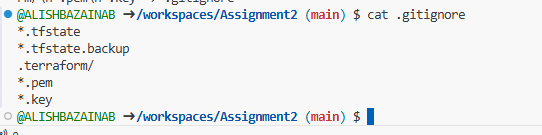 @ALISHBAZAINAB ➜/workspaces/Assignment2 (main) $ cat .gitignore
*.tfstate
*.tfstate.backup
.terraform/
*.pem
*.key
@ALISHBAZAINAB ➜/workspaces/Assignment2 (main) $